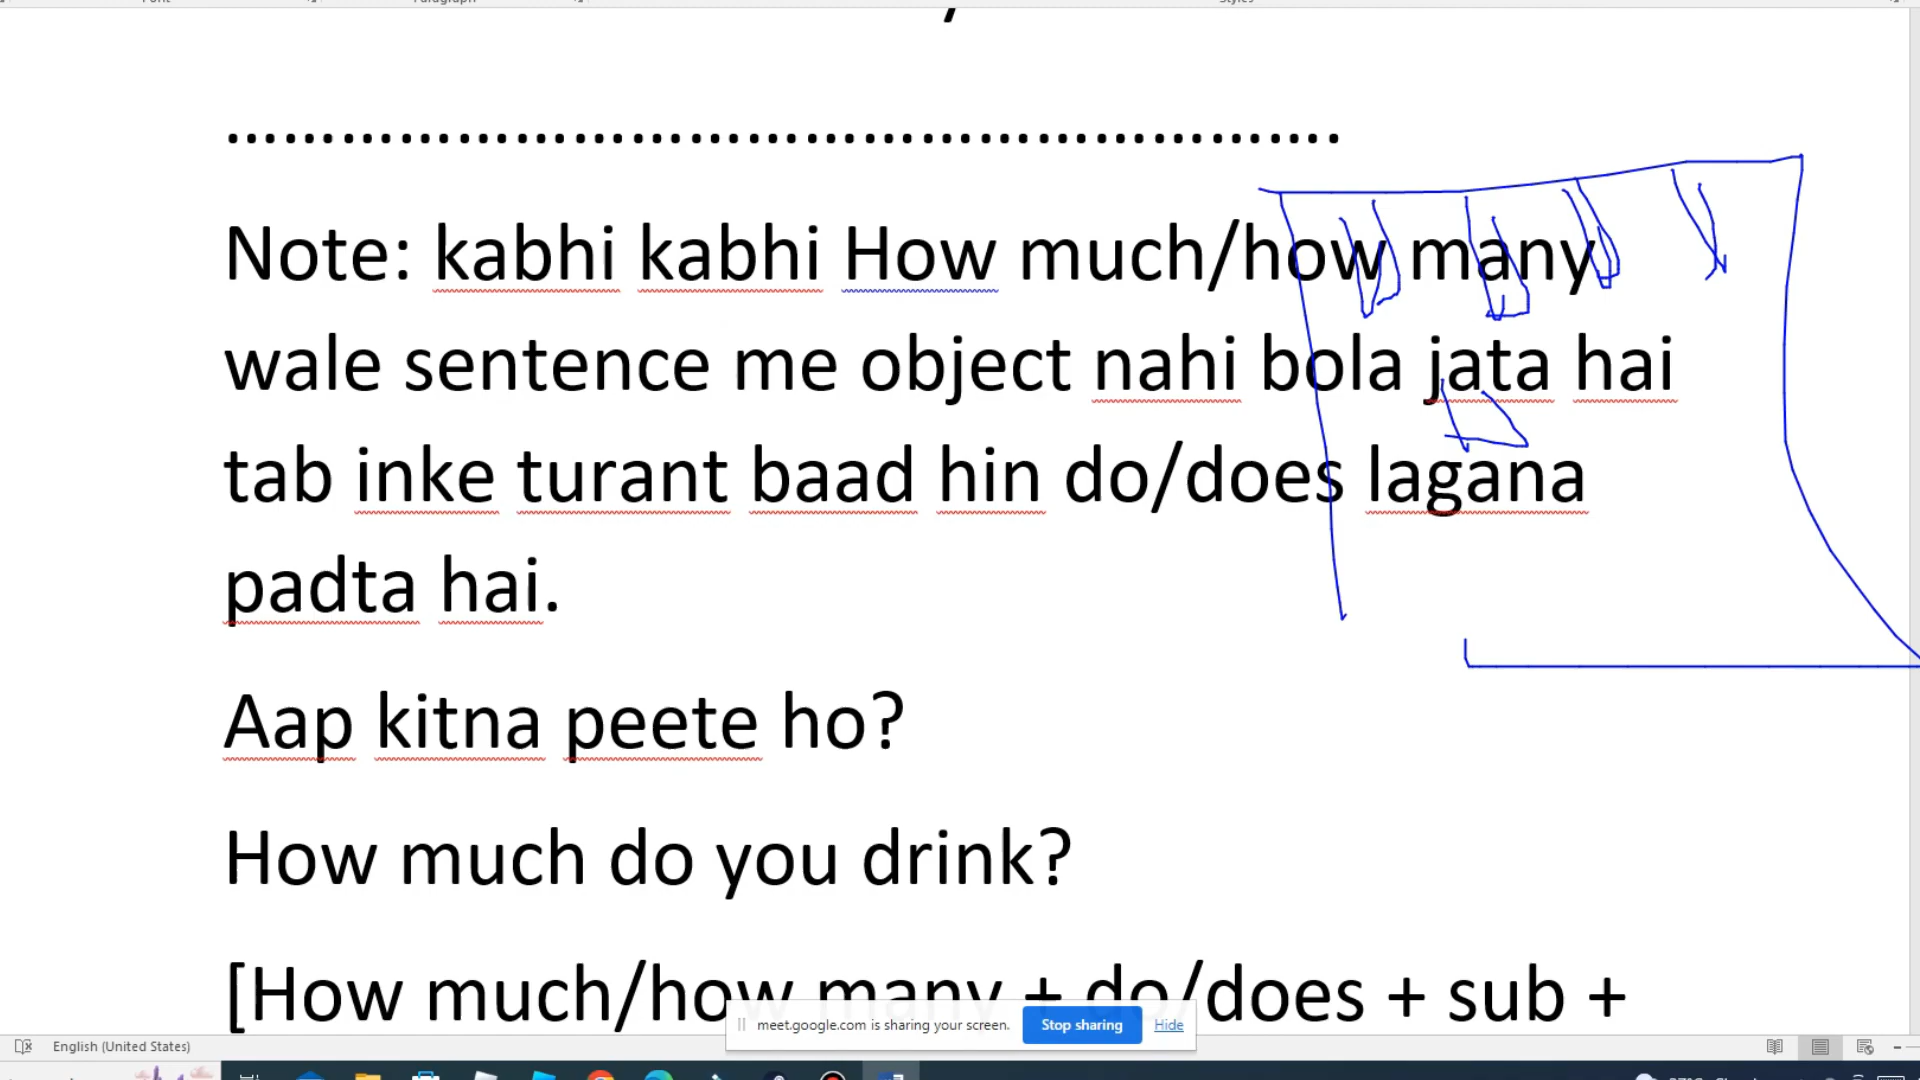 Note: kabhi kabhi How much/how many
wale sentence me object nahi bola jata hai
tab inke turant baad hin do/does lagana
padta hai.
Aap kitna peete ho?
How much do you drink?
[How much/how many + do/does + sub +
meet.google.com is sharing your screen. Stop sharing Hide
English (United States)